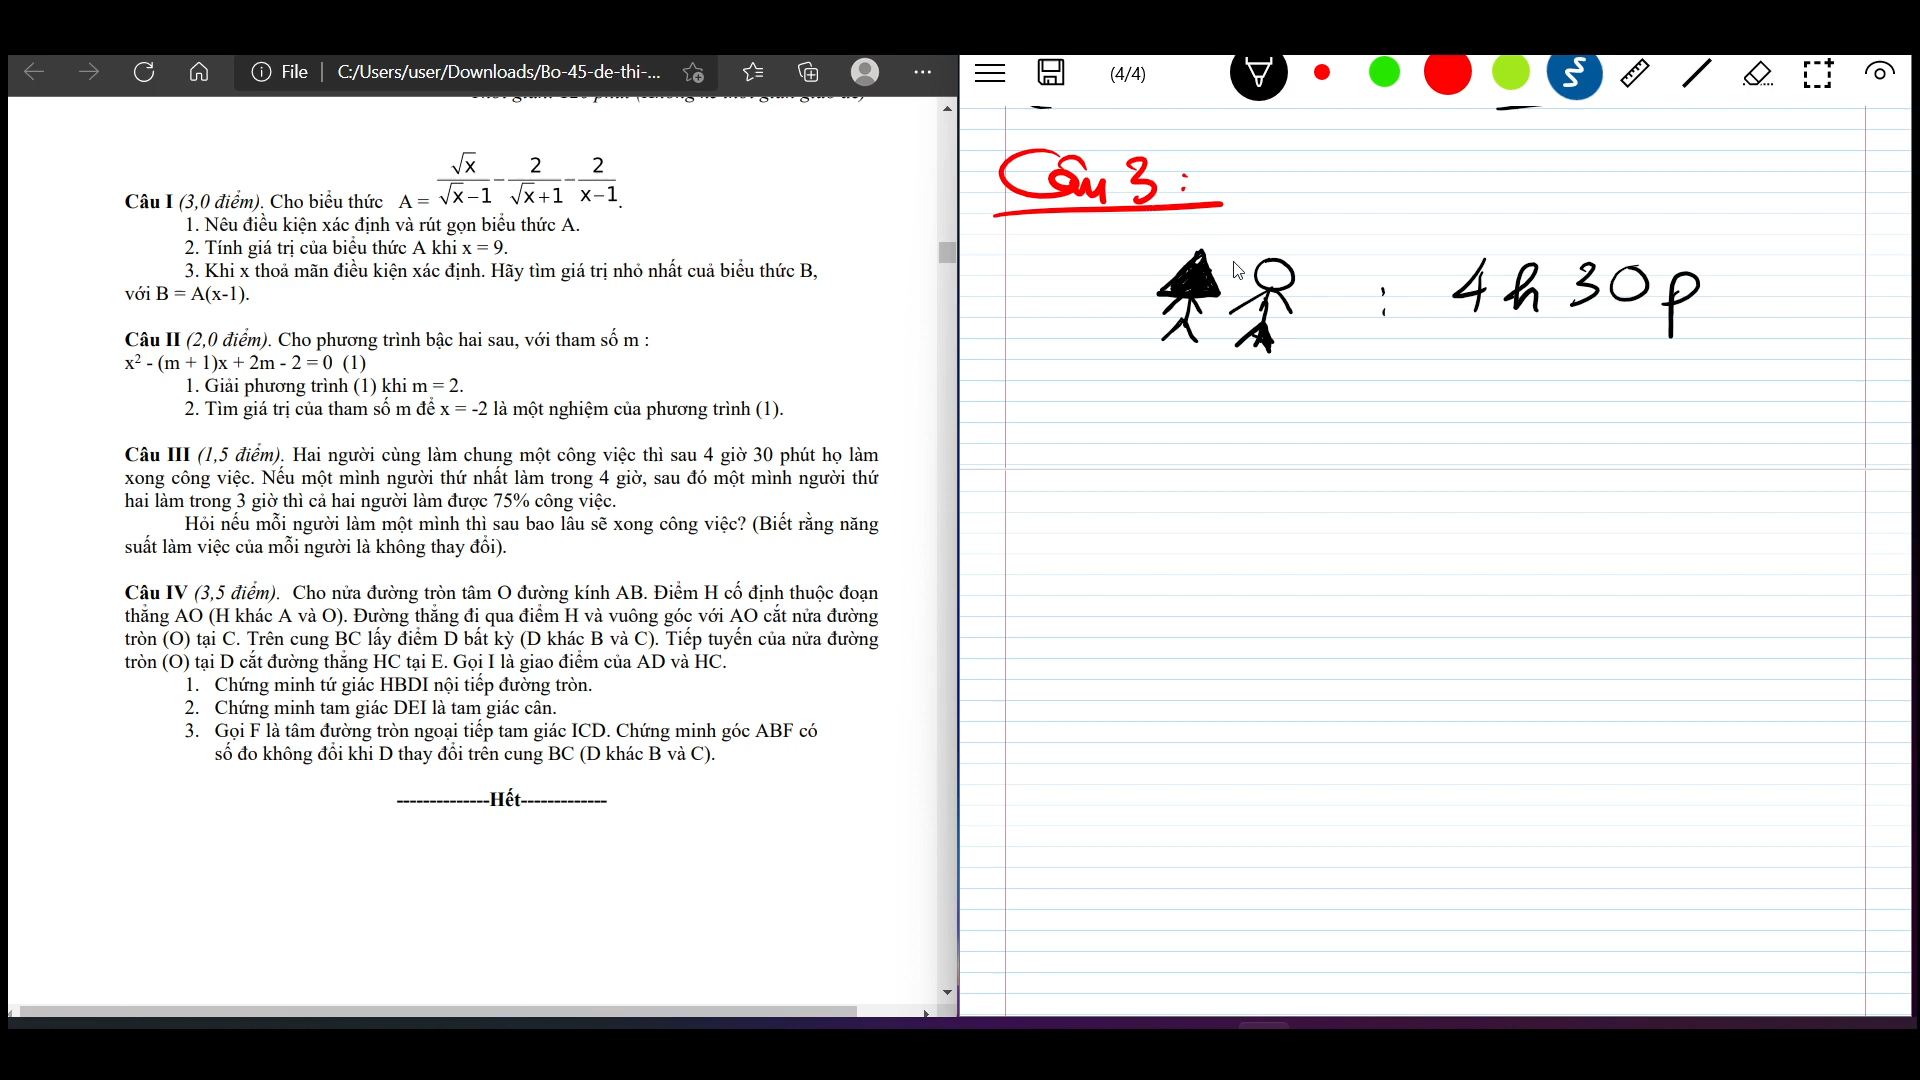 File C:/Users/user/Downloads/Bo-45-de-thi-...
(4/4)
Câu I (3,0 điểm). Cho biểu thức A = √x/(√x−1) − 2/(√x+1) − 2/(x−1).
1. Nêu điều kiện xác định và rút gọn biểu thức A.
2. Tính giá trị của biểu thức A khi x = 9.
3. Khi x thoả mãn điều kiện xác định. Hãy tìm giá trị nhỏ nhất cuả biểu thức B,
với B = A(x-1).
Câu II (2,0 điểm). Cho phương trình bậc hai sau, với tham số m :
x² - (m + 1)x + 2m - 2 = 0 (1)
1. Giải phương trình (1) khi m = 2.
2. Tìm giá trị của tham số m để x = -2 là một nghiệm của phương trình (1).
Câu III (1,5 điểm). Hai người cùng làm chung một công việc thì sau 4 giờ 30 phút họ làm
xong công việc. Nếu một mình người thứ nhất làm trong 4 giờ, sau đó một mình người thứ
hai làm trong 3 giờ thì cả hai người làm được 75% công việc.
Hỏi nếu mỗi người làm một mình thì sau bao lâu sẽ xong công việc? (Biết rằng năng
suất làm việc của mỗi người là không thay đổi).
Câu IV (3,5 điểm). Cho nửa đường tròn tâm O đường kính AB. Điểm H cố định thuộc đoạn
thẳng AO (H khác A và O). Đường thẳng đi qua điểm H và vuông góc với AO cắt nửa đường
tròn (O) tại C. Trên cung BC lấy điểm D bất kỳ (D khác B và C). Tiếp tuyến của nửa đường
tròn (O) tại D cắt đường thẳng HC tại E. Gọi I là giao điểm của AD và HC.
1. Chứng minh tứ giác HBDI nội tiếp đường tròn.
2. Chứng minh tam giác DEI là tam giác cân.
3. Gọi F là tâm đường tròn ngoại tiếp tam giác ICD. Chứng minh góc ABF có
số đo không đổi khi D thay đổi trên cung BC (D khác B và C).
--------------Hết-------------
Câu 3 :
: 4 h 30 p